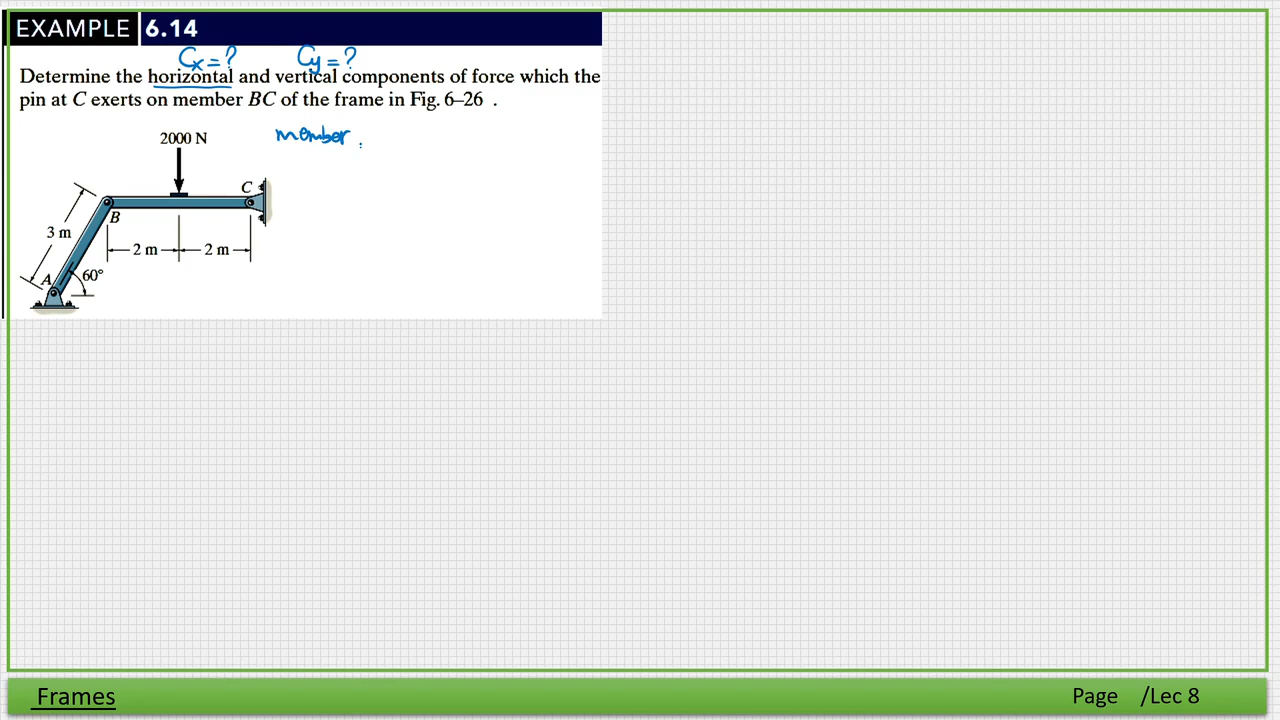 EXAMPLE 6.14
Cx=? Cy=?
Determine the horizontal and vertical components of force which the
pin at C exerts on member BC of the frame in Fig. 6–26 .
member .
2000 N
C
B
3 m
2 m 2 m
A 60°
Frames
Page /Lec 8